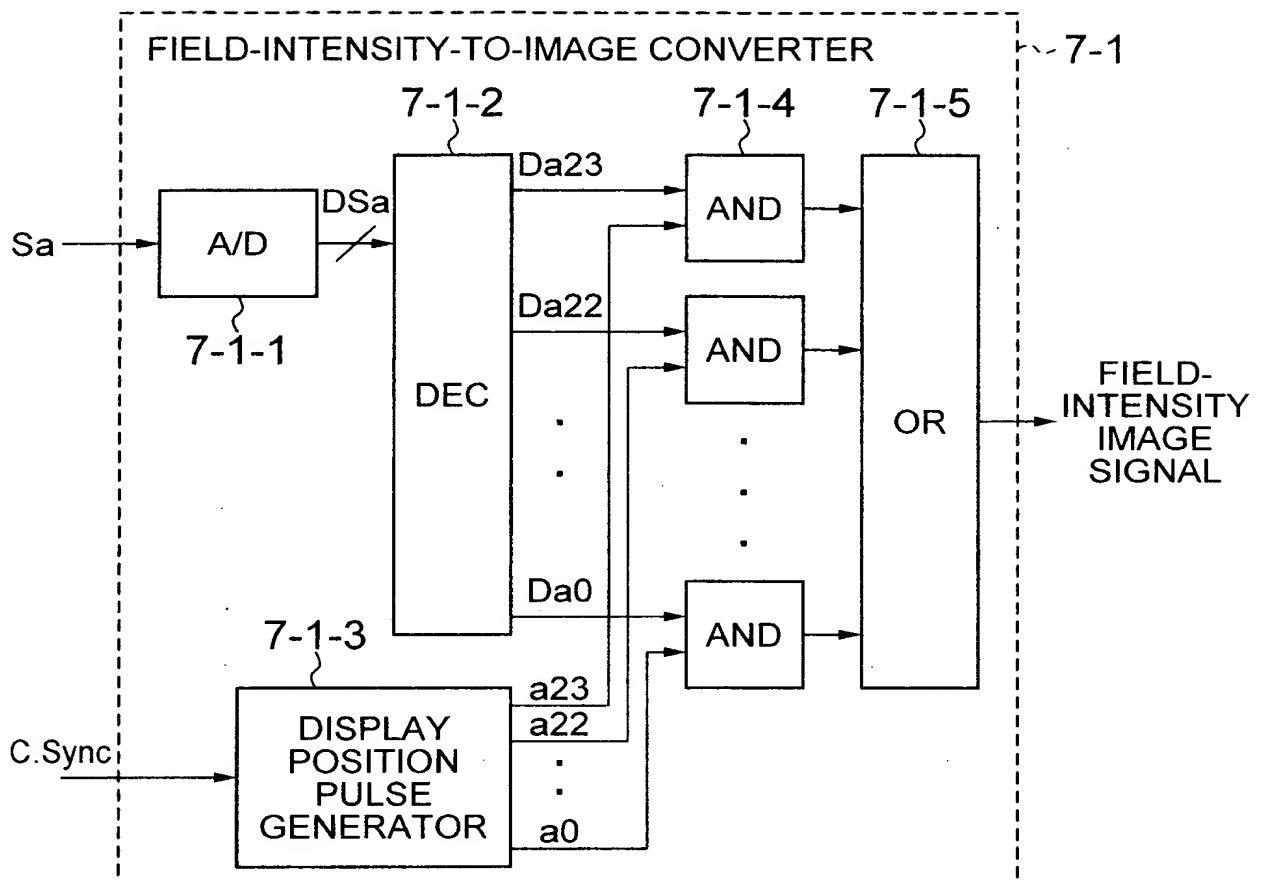 FIELD-INTENSITY-TO-IMAGE CONVERTER
7-1
7-1-2
7-1-4
7-1-5
Da23
DSa
AND
Sa
A/D
Da22
7-1-1
AND
DEC
OR
FIELD-
INTENSITY
IMAGE
SIGNAL
Da0
AND
7-1-3
a23
a22
DISPLAY
POSITION
PULSE
GENERATOR
C.Sync
a0